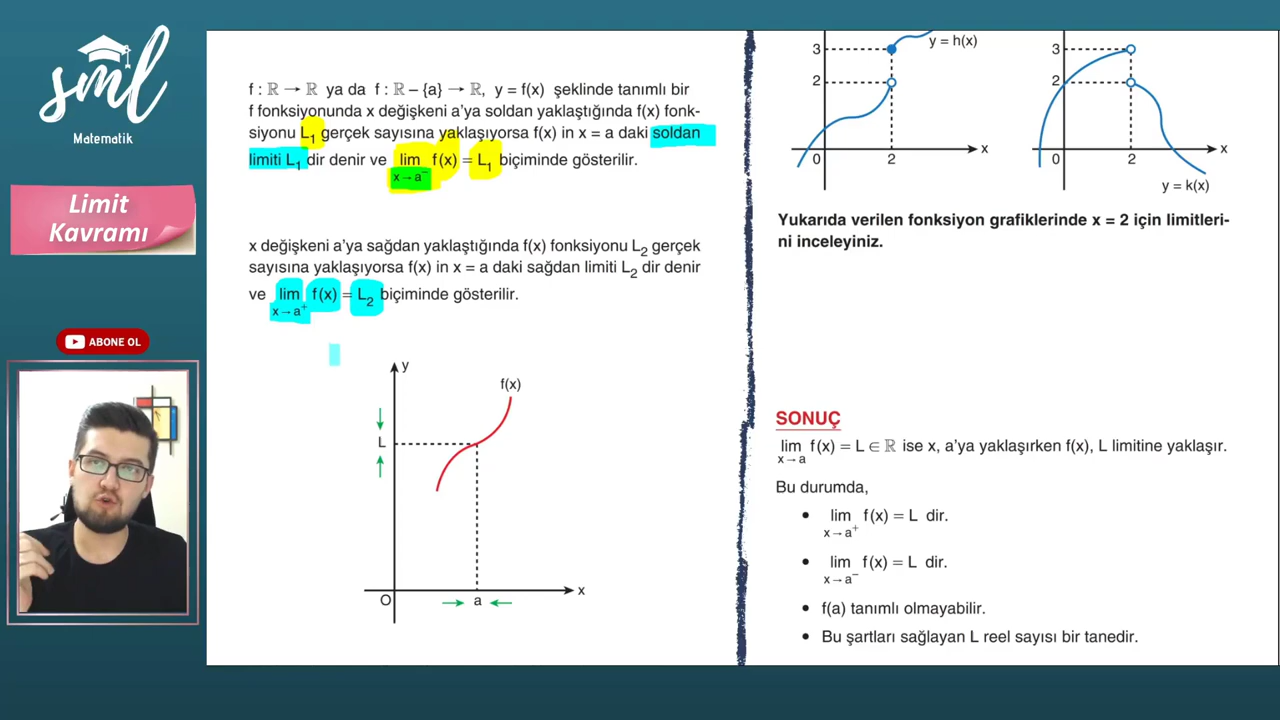 sml
Matematik
Limit
Kavramı
ABONE OL
f : ℝ → ℝ ya da f : ℝ – {a} → ℝ, y = f(x) şeklinde tanımlı bir
f fonksiyonunda x değişkeni a'ya soldan yaklaştığında f(x) fonk-
siyonu L₁ gerçek sayısına yaklaşıyorsa f(x) in x = a daki soldan
limiti L₁ dir denir ve lim f(x) = L₁ biçiminde gösterilir.
x→a⁻
x değişkeni a'ya sağdan yaklaştığında f(x) fonksiyonu L₂ gerçek
sayısına yaklaşıyorsa f(x) in x = a daki sağdan limiti L₂ dir denir
ve lim f(x) = L₂ biçiminde gösterilir.
x→a⁺
y
f(x)
L
O
a
x
3
2
0
2
x
y = h(x)
3
2
0
2
x
y = k(x)
Yukarıda verilen fonksiyon grafiklerinde x = 2 için limitleri-
ni inceleyiniz.
SONUÇ
lim f(x) = L ∈ ℝ ise x, a'ya yaklaşırken f(x), L limitine yaklaşır.
x→a
Bu durumda,
• lim f(x) = L dir.
x→a⁺
• lim f(x) = L dir.
x→a⁻
• f(a) tanımlı olmayabilir.
• Bu şartları sağlayan L reel sayısı bir tanedir.